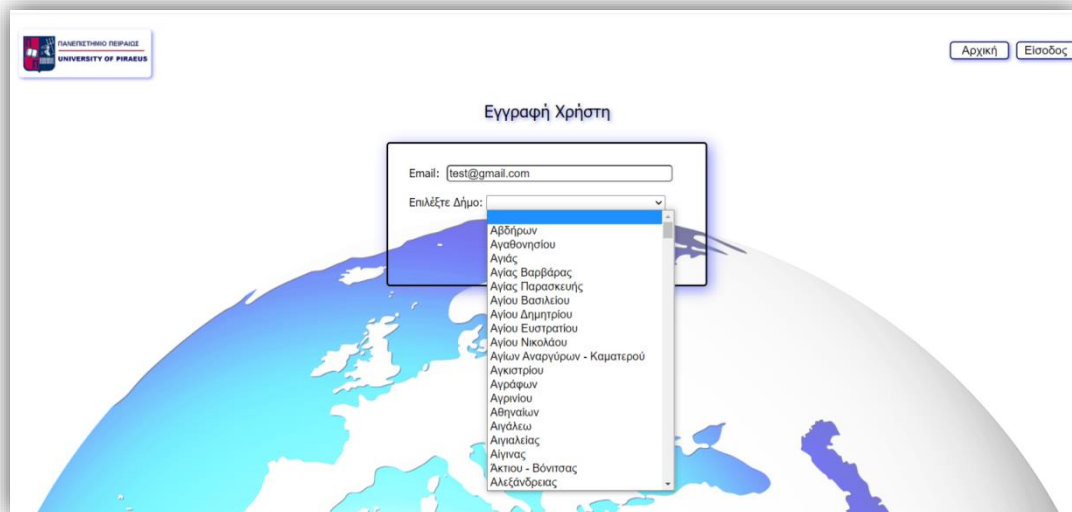 ΠΑΝΕΠΙΣΤΗΜΙΟ ΠΕΙΡΑΙΩΣ
UNIVERSITY OF PIRAEUS
Αρχική Είσοδος
Εγγραφή Χρήστη
Email: test@gmail.com
Επιλέξτε Δήμο:
Αβδήρων
Αγαθονησίου
Αγιάς
Αγίας Βαρβάρας
Αγίας Παρασκευής
Αγίου Βασιλείου
Αγίου Δημητρίου
Αγίου Ευστρατίου
Αγίου Νικολάου
Αγίων Αναργύρων - Καματερού
Αγκιστρίου
Αγράφων
Αγρινίου
Αθηναίων
Αιγάλεω
Αιγιαλείας
Αίγινας
Άκτιου - Βόνιτσας
Αλεξάνδρειας